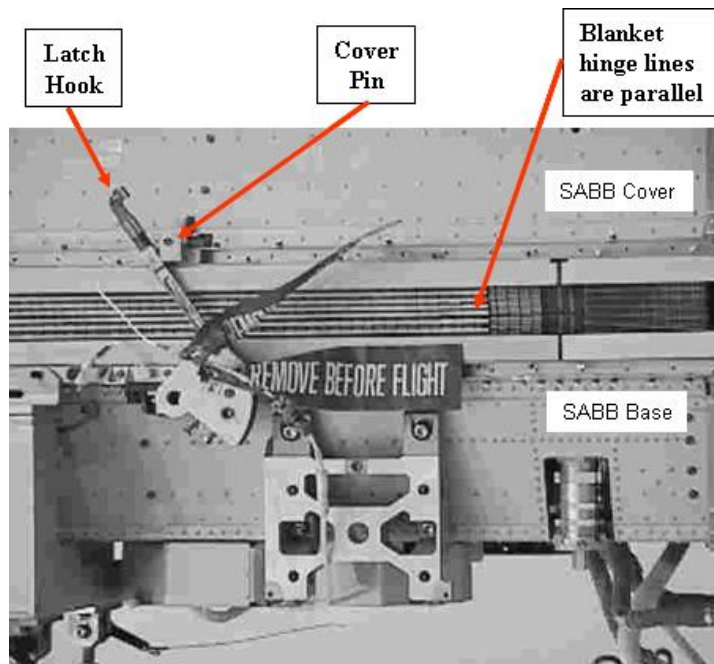 Latch
Hook
Cover
Pin
Blanket
hinge lines
are parallel
SABB Cover
REMOVE BEFORE FLIGHT
SABB Base